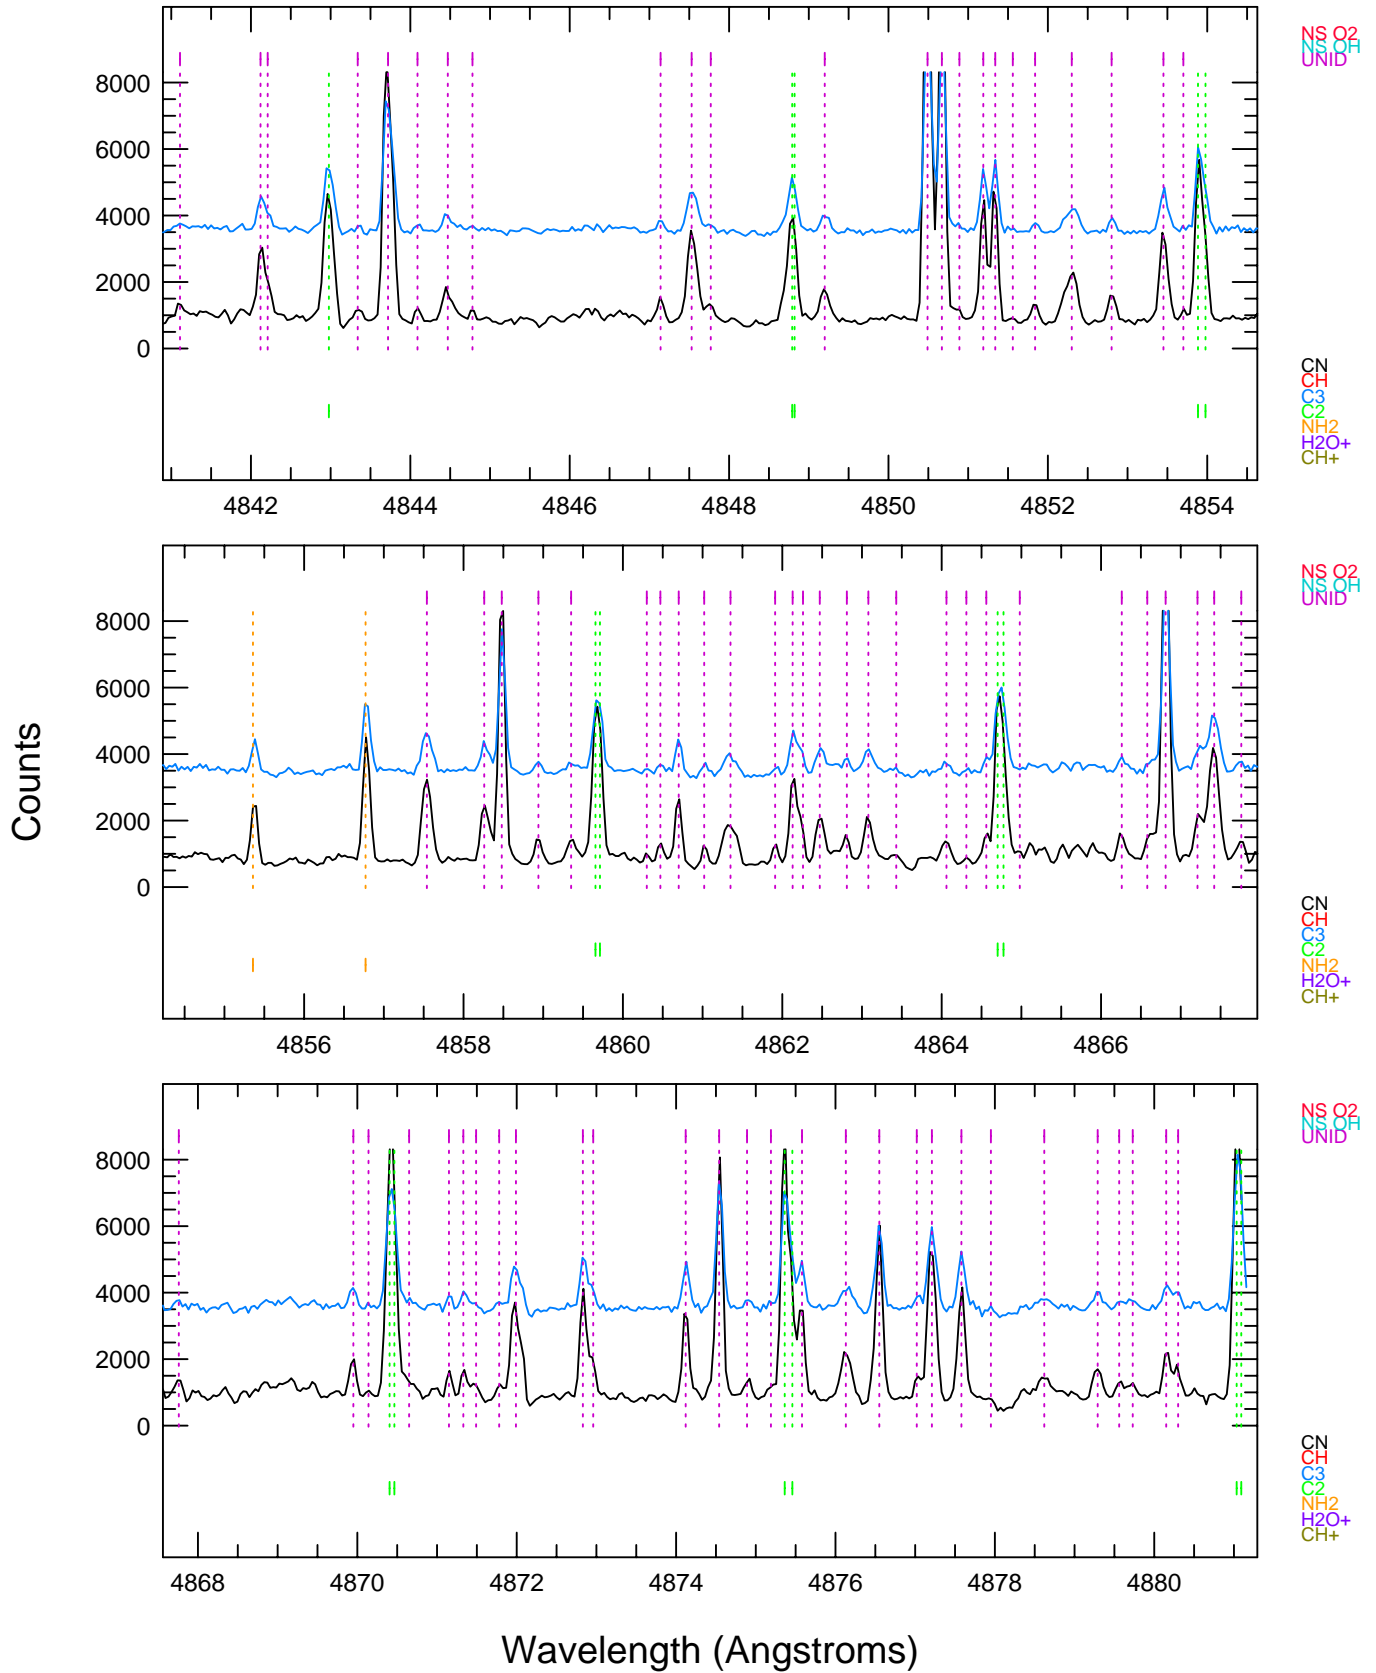 NS O2
NS OH
UNID
8000
6000
4000
2000
0
CN
CH
C3
C2
NH2
H2O+
CH+
4842 4844 4846 4848 4850 4852 4854
NS O2
NS OH
UNID
8000
6000
4000
2000
0
CN
CH
C3
C2
NH2
H2O+
CH+
4856 4858 4860 4862 4864 4866
Counts
NS O2
NS OH
UNID
8000
6000
4000
2000
0
CN
CH
C3
C2
NH2
H2O+
CH+
4868 4870 4872 4874 4876 4878 4880
Wavelength (Angstroms)